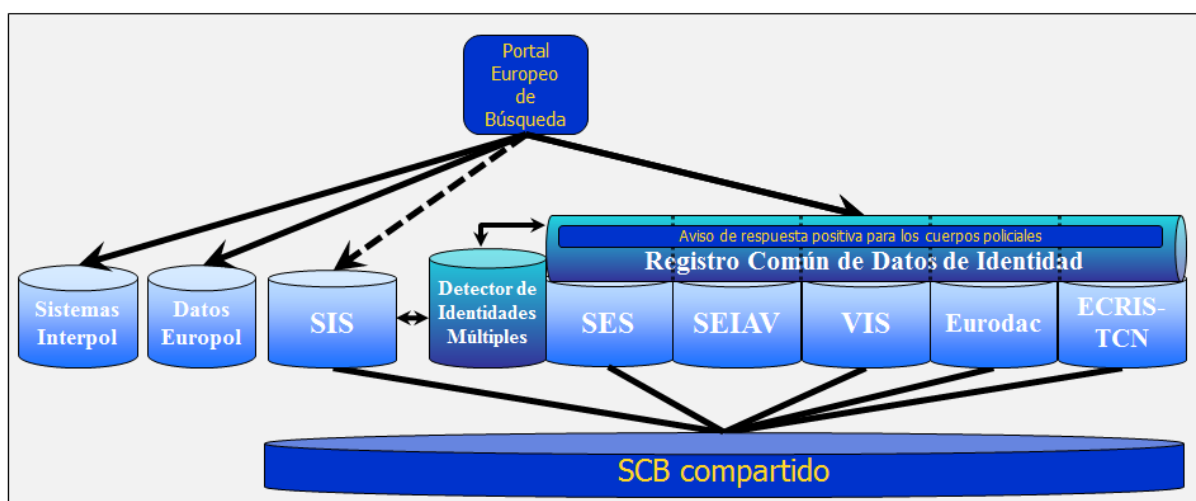 Portal
Europeo
de
Búsqueda
Aviso de respuesta positiva para los cuerpos policiales
Registro Común de Datos de Identidad
Sistemas
Interpol
Datos
Europol
SIS
Detector de
Identidades
Múltiples
SES
SEIAV
VIS
Eurodac
ECRIS-
TCN
SCB compartido